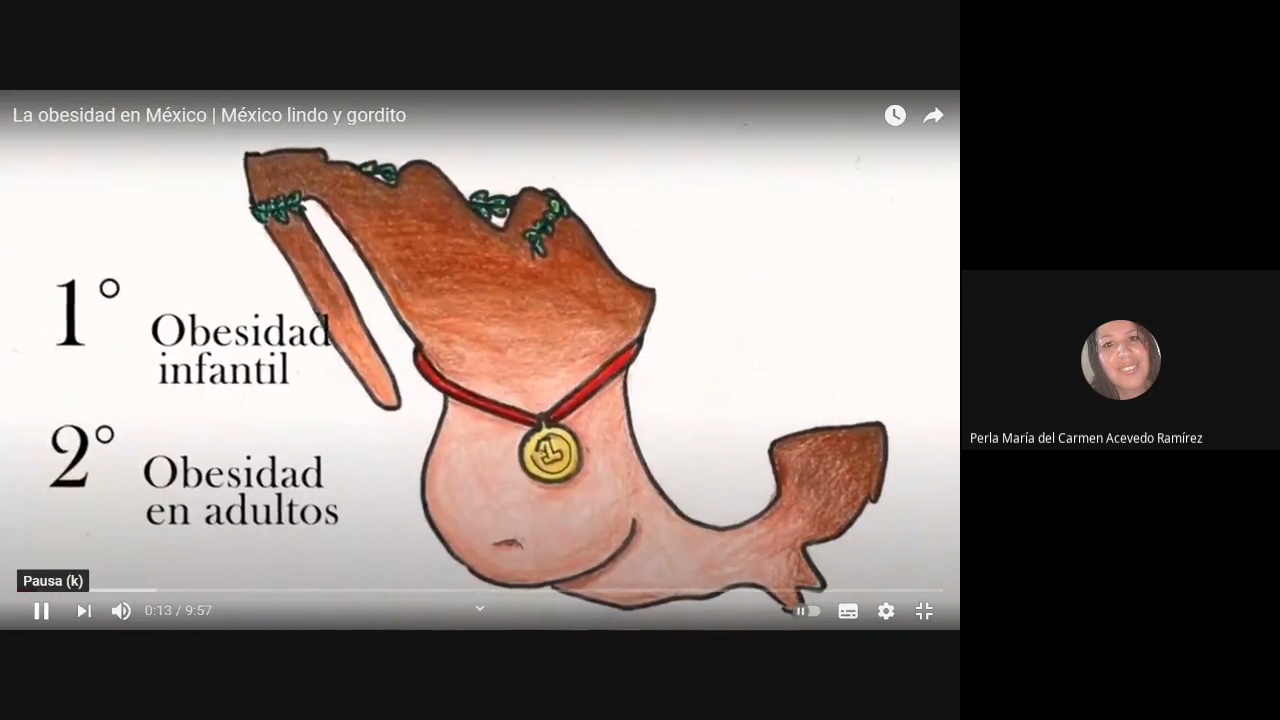 La obesidad en México | México lindo y gordito
1°
Obesidad
infantil
2°
Obesidad
en adultos
1
Pausa (k)
0:13 / 9:57
Perla María del Carmen Acevedo Ramírez